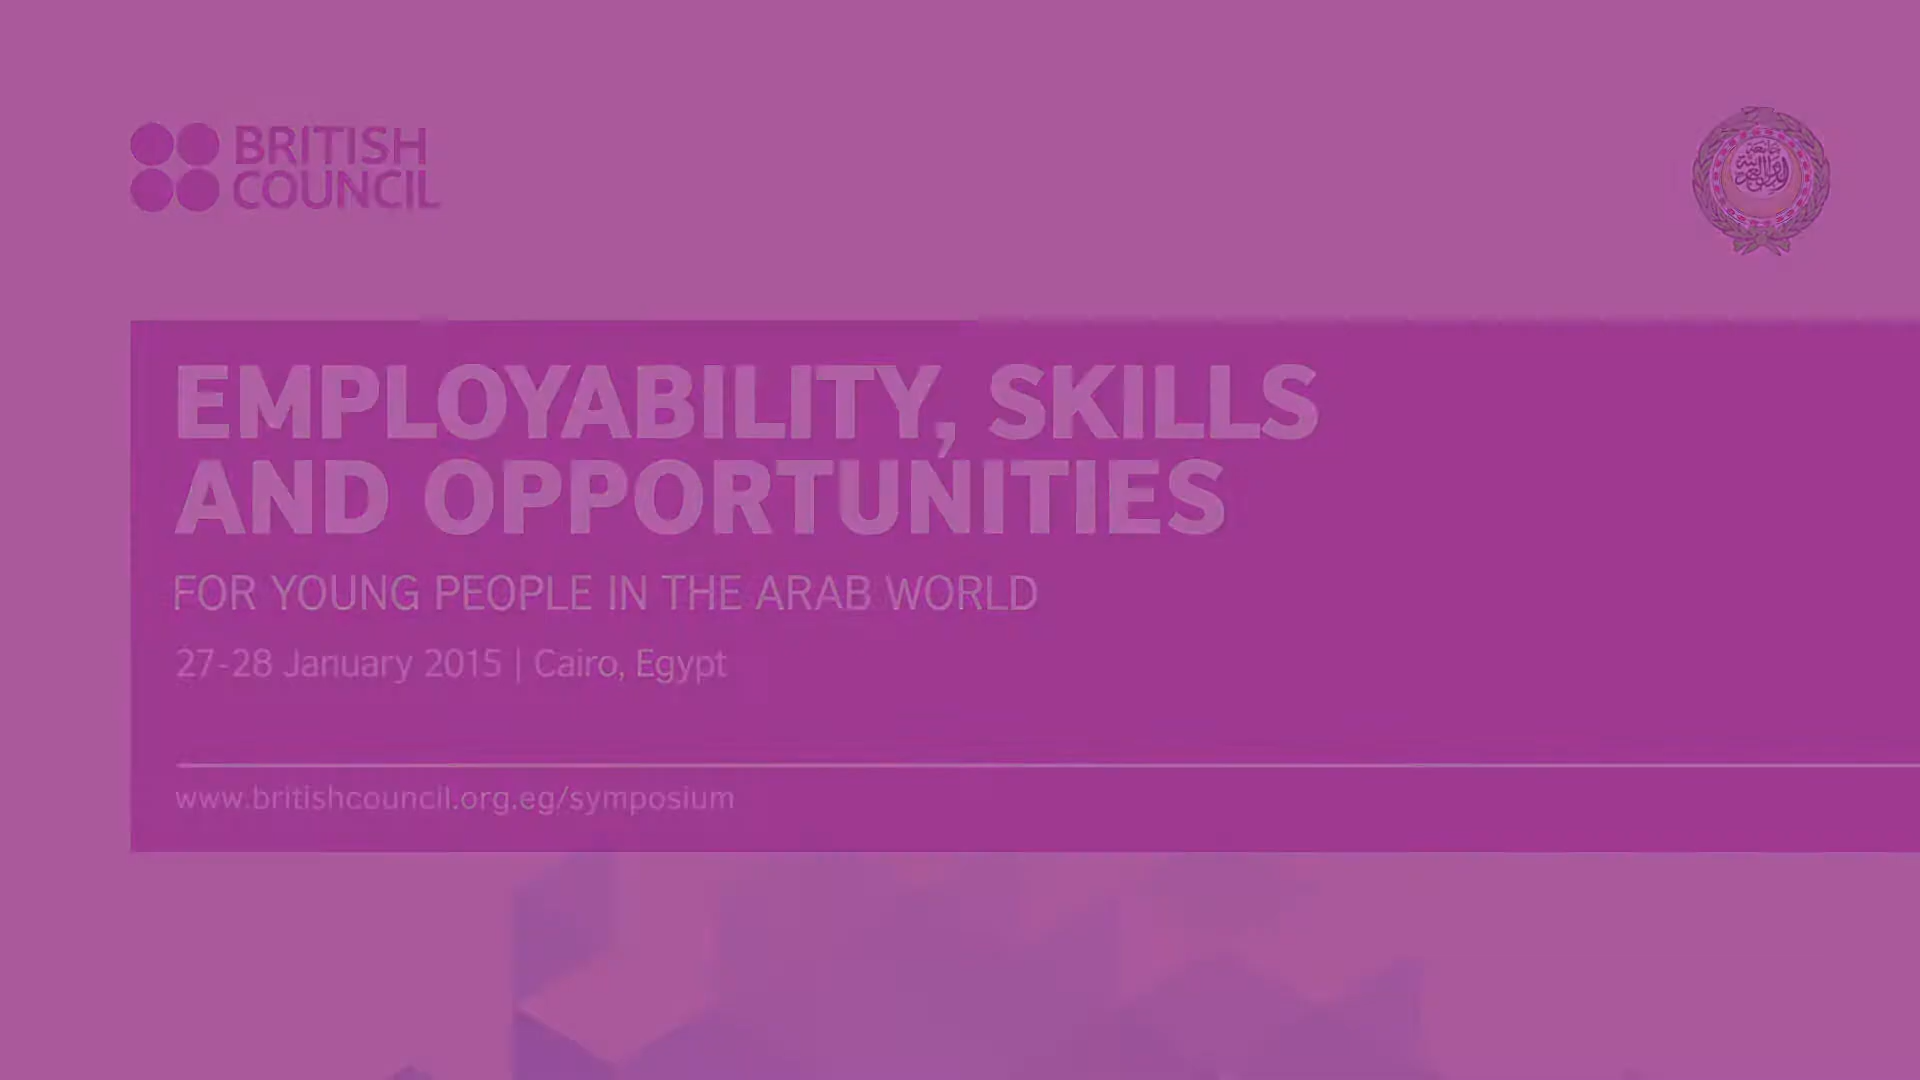 BRITISH
COUNCIL
EMPLOYABILITY, SKILLS
AND OPPORTUNITIES
FOR YOUNG PEOPLE IN THE ARAB WORLD
27-28 January 2015 | Cairo, Egypt
www.britishcouncil.org.eg/symposium